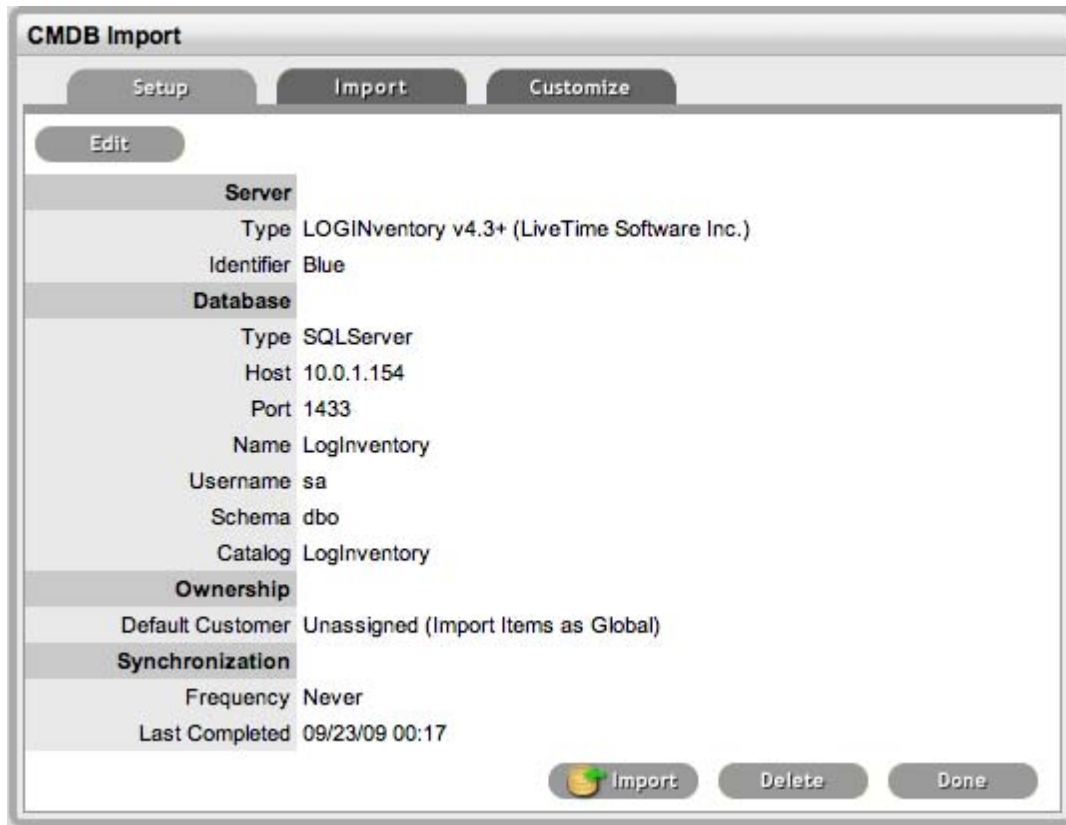 CMDB Import
Setup Import Customize
Edit
Server
Type LOGINventory v4.3+ (LiveTime Software Inc.)
Identifier Blue
Database
Type SQLServer
Host 10.0.1.154
Port 1433
Name LogInventory
Username sa
Schema dbo
Catalog LogInventory
Ownership
Default Customer Unassigned (Import Items as Global)
Synchronization
Frequency Never
Last Completed 09/23/09 00:17
Import Delete Done